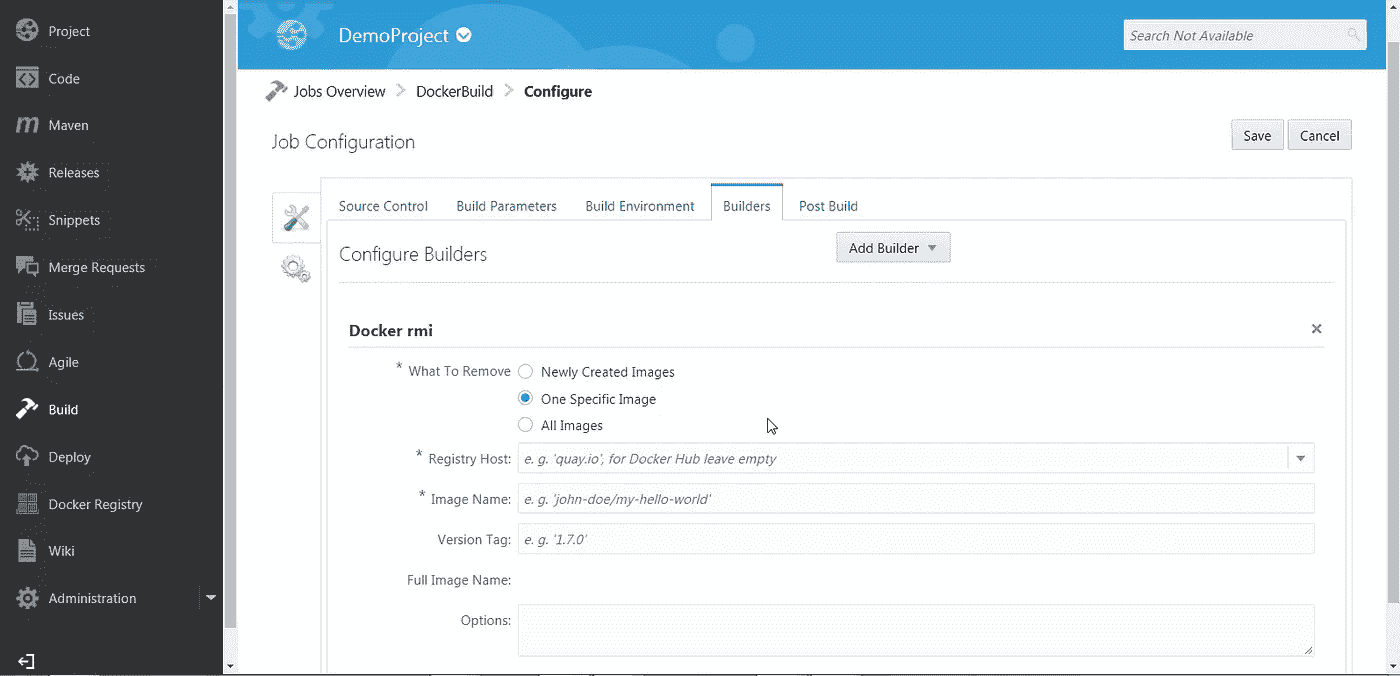 Project
Code
Maven
Releases
Snippets
Merge Requests
Issues
Agile
Build
Deploy
Docker Registry
Wiki
Administration
DemoProject
Search Not Available
Jobs Overview > DockerBuild > Configure
Job Configuration
Save Cancel
Source Control Build Parameters Build Environment Builders Post Build
Configure Builders
Add Builder
Docker rmi
* What To Remove Newly Created Images
One Specific Image
All Images
* Registry Host: e. g. 'quay.io', for Docker Hub leave empty
* Image Name: e. g. 'john-doe/my-hello-world'
Version Tag: e. g. '1.7.0'
Full Image Name:
Options: